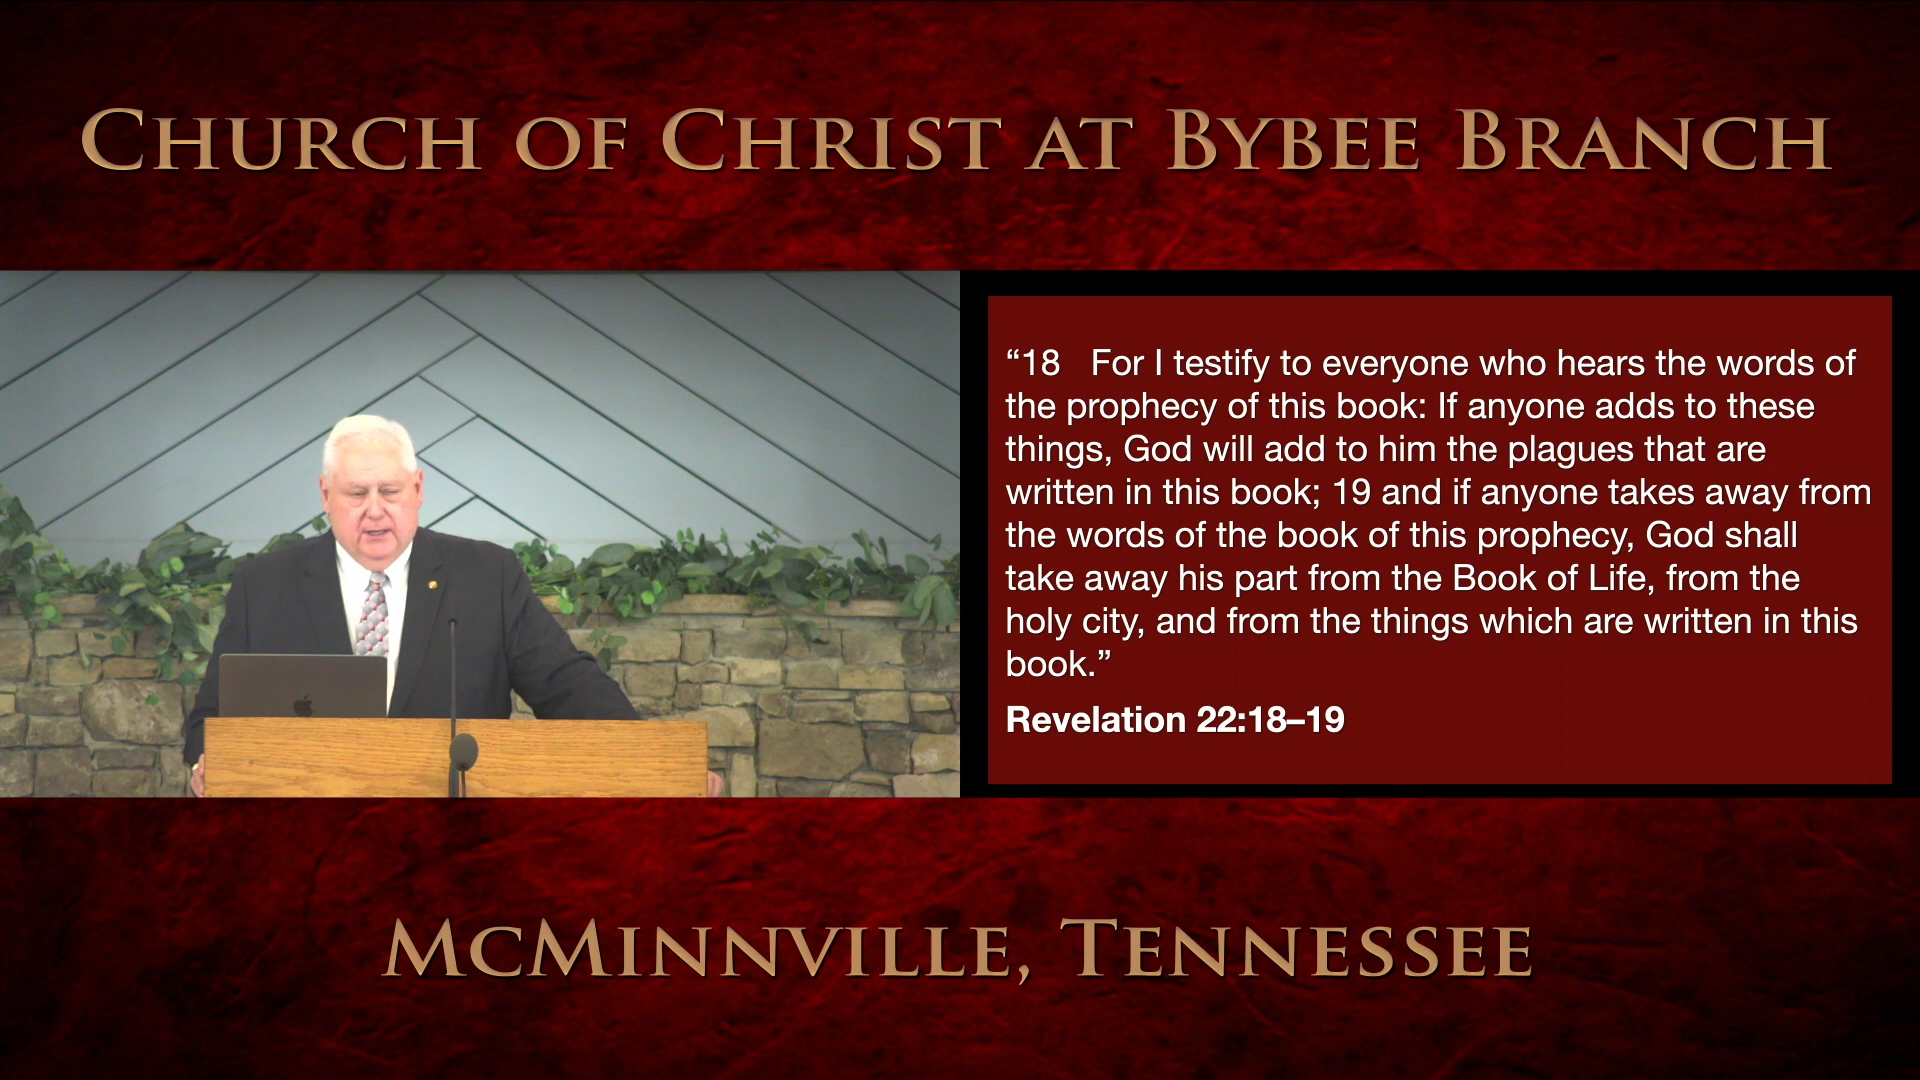 CHURCH OF CHRIST AT BYBEE BRANCH
“18 For I testify to everyone who hears the words of
the prophecy of this book: If anyone adds to these
things, God will add to him the plagues that are
written in this book; 19 and if anyone takes away from
the words of the book of this prophecy, God shall
take away his part from the Book of Life, from the
holy city, and from the things which are written in this
book.”
Revelation 22:18–19
MCMINNVILLE, TENNESSEE